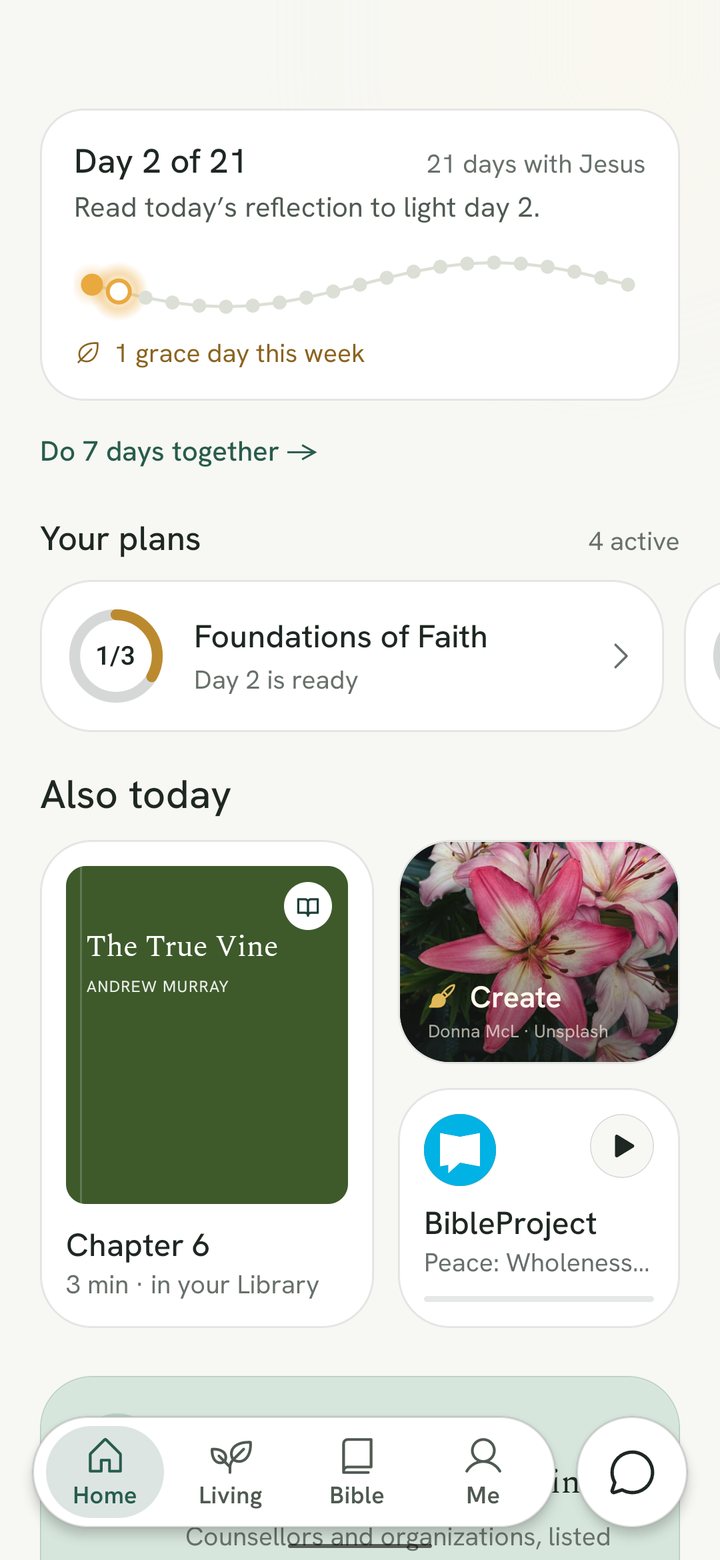 Day 2 of 21
21 days with Jesus
Read today’s reflection to light day 2.
1 grace day this week
Do 7 days together →
Your plans
4 active
1/3
Foundations of Faith
Day 2 is ready
Also today
The True Vine
ANDREW MURRAY
Chapter 6
3 min · in your Library
Create
Donna McL · Unsplash
BibleProject
Peace: Wholeness...
Counsellors and organizations, listed
Home
Living
Bible
Me